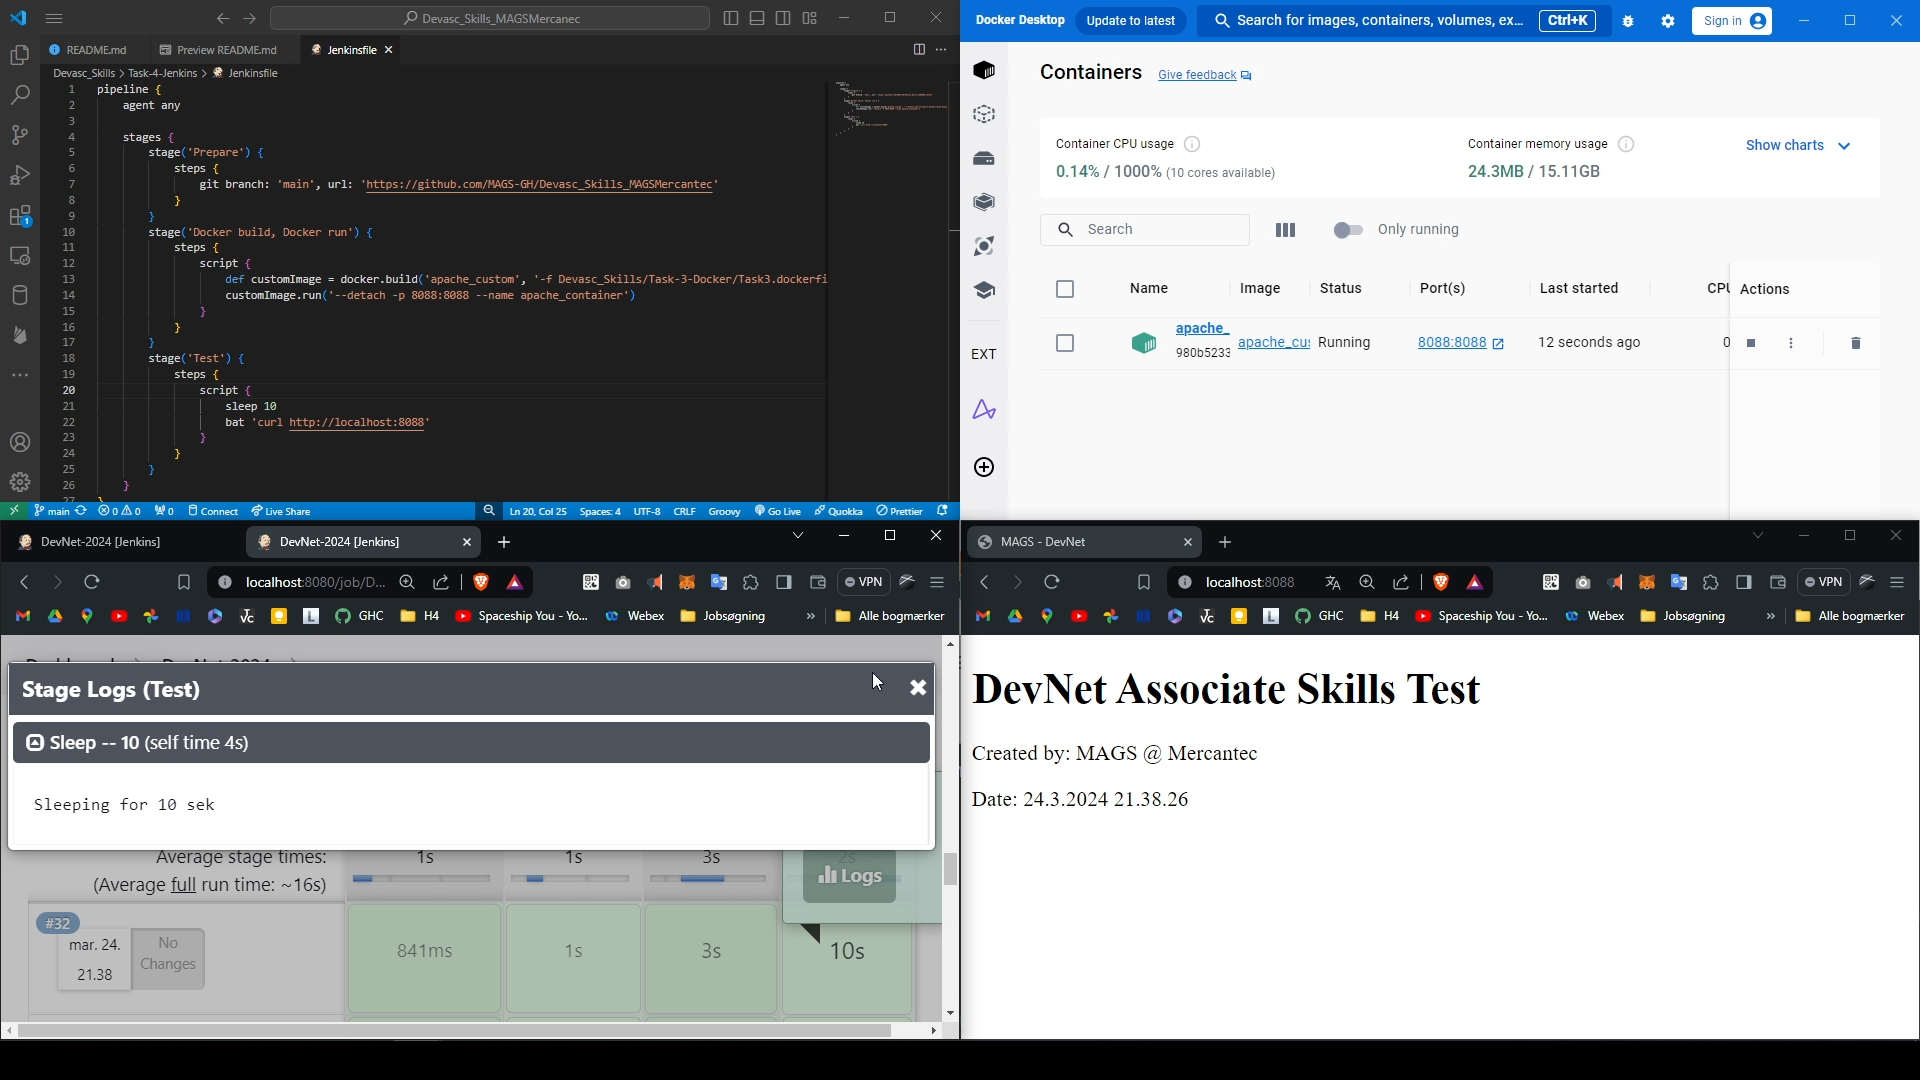 Devasc_Skills_MAGSMercanec
README.md
Preview README.md
Jenkinsfile
Devasc_Skills > Task-4-Jenkins > Jenkinsfile
1 pipeline {
2 agent any
3
4 stages {
5 stage('Prepare') {
6 steps {
7 git branch: 'main', url: 'https://github.com/MAGS-GH/Devasc_Skills_MAGSMercantec'
8 }
9 }
10 stage('Docker build, Docker run') {
11 steps {
12 script {
13 def customImage = docker.build('apache_custom', '-f Devasc_Skills/Task-3-Docker/Task3.dockerfi
14 customImage.run('--detach -p 8088:8088 --name apache_container')
15 }
16 }
17 }
18 stage('Test') {
19 steps {
20 script {
21 sleep 10
22 bat 'curl http://localhost:8088'
23 }
24 }
25 }
26 }
27 }
1
main 0 0 0 Connect Live Share Ln 20, Col 25 Spaces: 4 UTF-8 CRLF Groovy Go Live Quokka Prettier
Docker Desktop Update to latest Search for images, containers, volumes, ex... Ctrl+K Sign in
Containers Give feedback
Container CPU usage
0.14% / 1000% (10 cores available)
Container memory usage
24.3MB / 15.11GB
Show charts
Search
Only running
Name Image Status Port(s) Last started CPU Actions
apache_
980b5233
apache_cus Running 8088:8088 12 seconds ago 0
EXT
DevNet-2024 [Jenkins]
DevNet-2024 [Jenkins]
localhost:8080/job/D... VPN
GHC H4 Spaceship You - Yo... Webex Jobsøgning » Alle bogmærker
Stage Logs (Test)
Sleep -- 10 (self time 4s)
Sleeping for 10 sek
Average stage times:
(Average full run time: ~16s)
1s 1s 3s 2s
Logs
#32
mar. 24.
21.38
No
Changes
841ms 1s 3s 10s
MAGS - DevNet
localhost:8088 VPN
GHC H4 Spaceship You - Yo... Webex Jobsøgning » Alle bogmærker
DevNet Associate Skills Test
Created by: MAGS @ Mercantec
Date: 24.3.2024 21.38.26